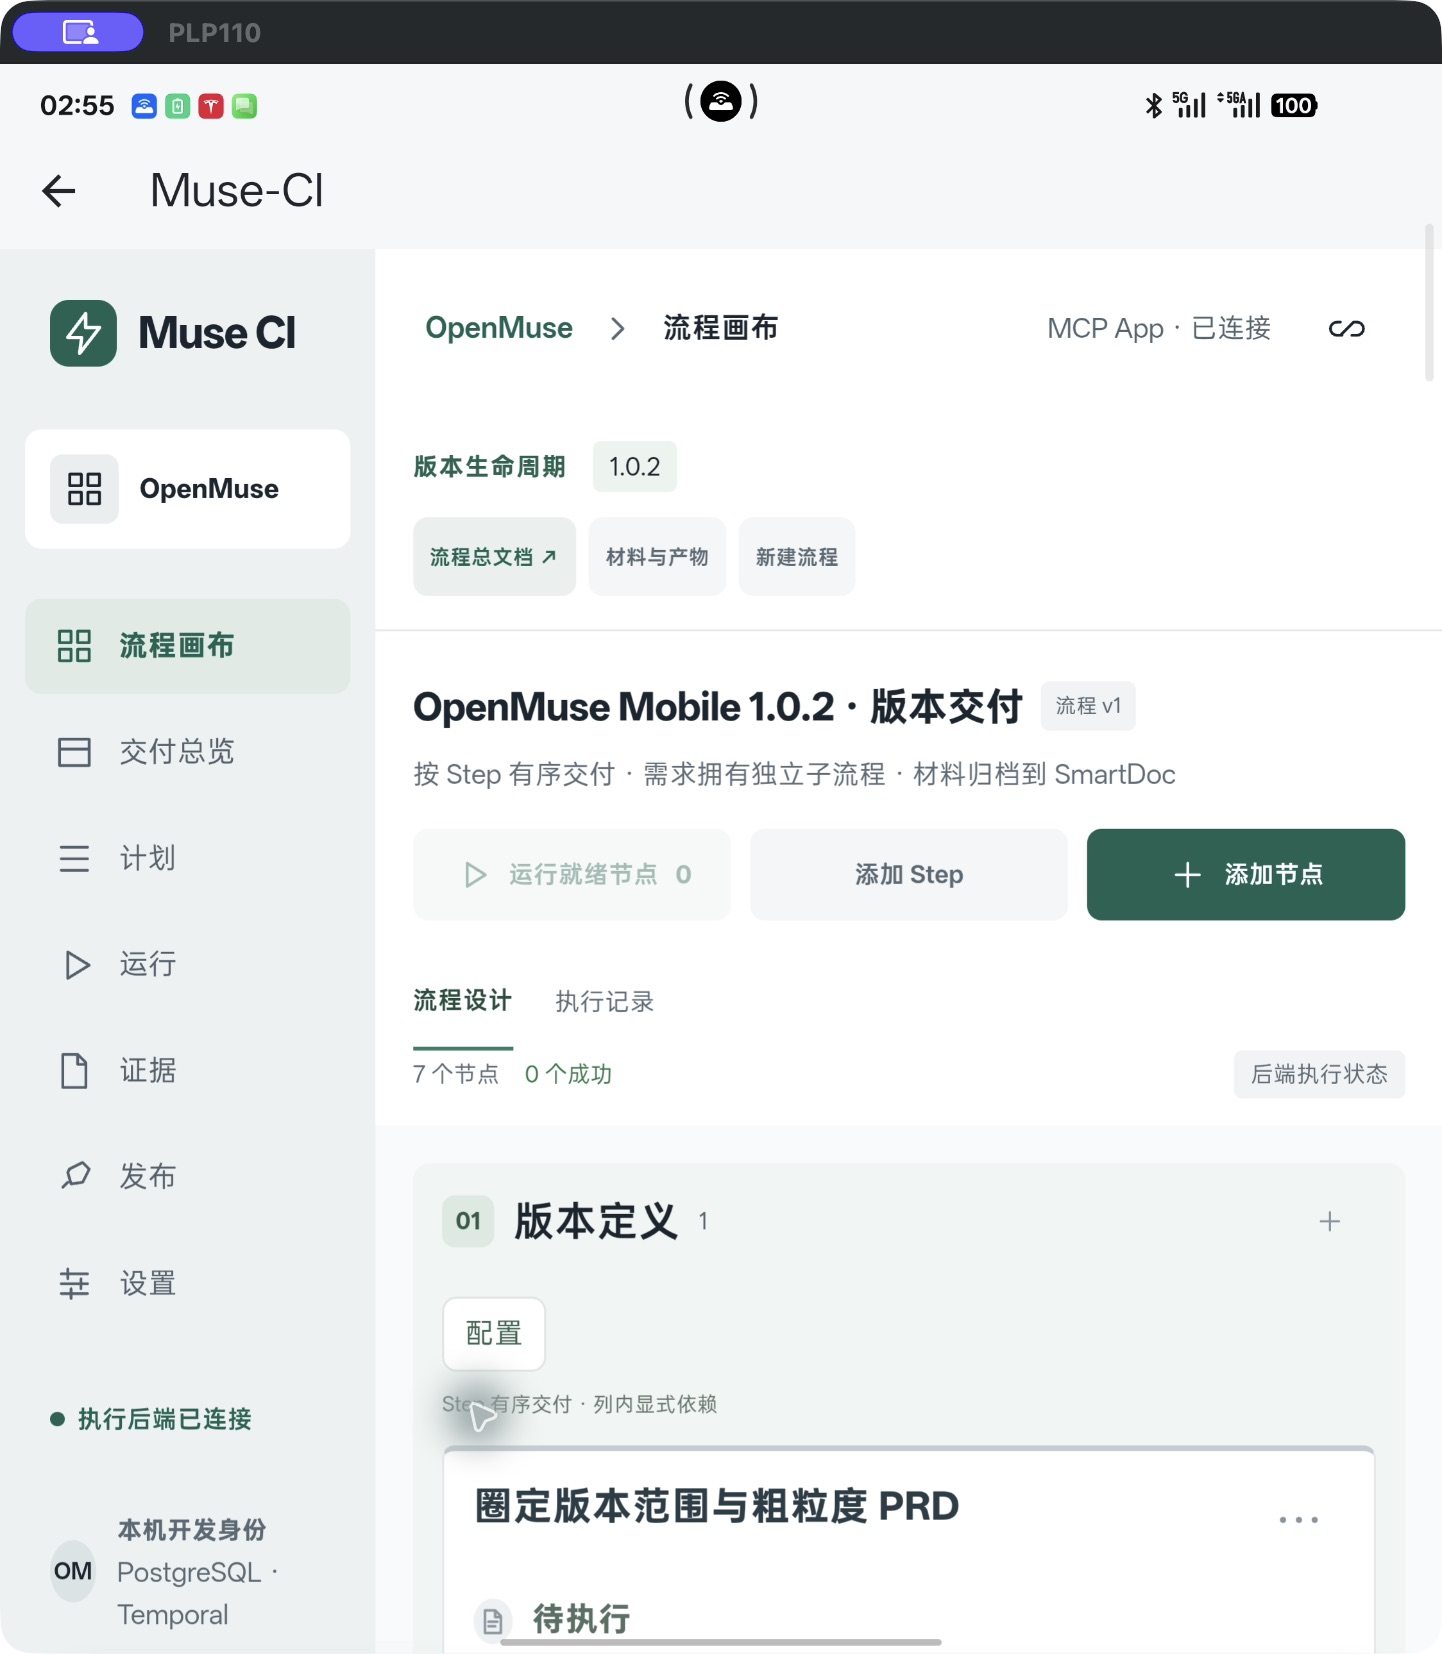 PLP110
02:55
5G
5GA
100
Muse-CI
Muse CI
OpenMuse
流程画布
交付总览
计划
运行
证据
发布
设置
执行后端已连接
OM
本机开发身份
PostgreSQL ·
Temporal
OpenMuse > 流程画布
MCP App · 已连接
版本生命周期 1.0.2
流程总文档 ↗ 材料与产物 新建流程
OpenMuse Mobile 1.0.2 · 版本交付 流程 v1
按 Step 有序交付 · 需求拥有独立子流程 · 材料归档到 SmartDoc
运行就绪节点 0 添加 Step + 添加节点
流程设计 执行记录
7 个节点 0 个成功 后端执行状态
01 版本定义 1 +
配置
Step 有序交付 · 列内显式依赖
圈定版本范围与粗粒度 PRD ...
待执行